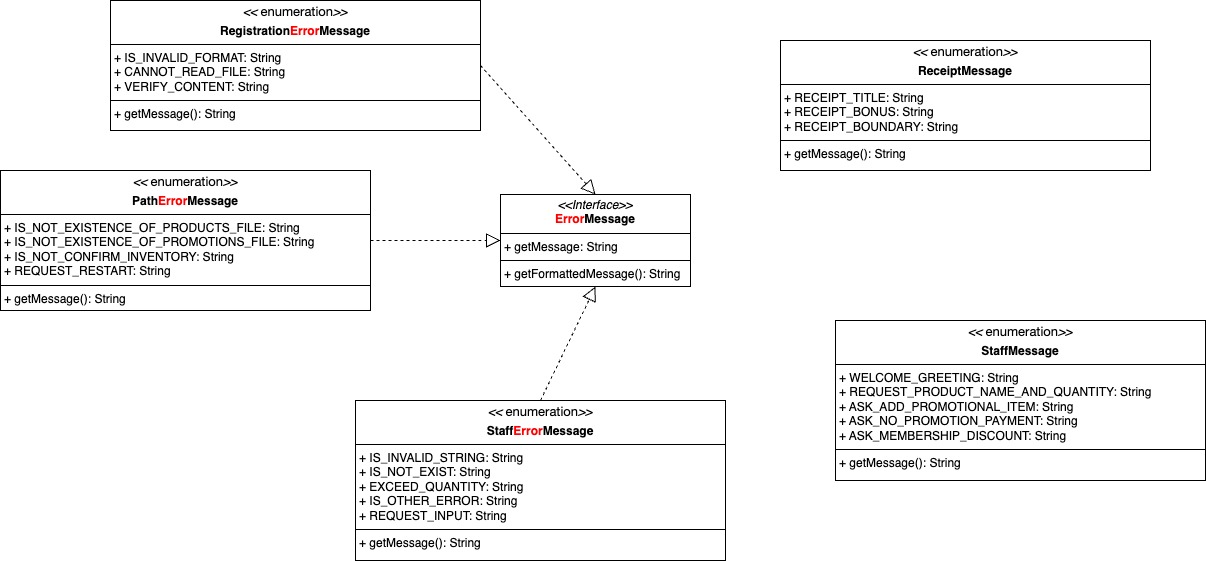 << enumeration>>
RegistrationErrorMessage
+ IS_INVALID_FORMAT: String
+ CANNOT_READ_FILE: String
+ VERIFY_CONTENT: String
+ getMessage(): String
<< enumeration>>
ReceiptMessage
+ RECEIPT_TITLE: String
+ RECEIPT_BONUS: String
+ RECEIPT_BOUNDARY: String
+ getMessage(): String
<< enumeration>>
PathErrorMessage
+ IS_NOT_EXISTENCE_OF_PRODUCTS_FILE: String
+ IS_NOT_EXISTENCE_OF_PROMOTIONS_FILE: String
+ IS_NOT_CONFIRM_INVENTORY: String
+ REQUEST_RESTART: String
+ getMessage(): String
<<Interface>>
ErrorMessage
+ getMessage: String
+ getFormattedMessage(): String
<< enumeration>>
StaffMessage
+ WELCOME_GREETING: String
+ REQUEST_PRODUCT_NAME_AND_QUANTITY: String
+ ASK_ADD_PROMOTIONAL_ITEM: String
+ ASK_NO_PROMOTION_PAYMENT: String
+ ASK_MEMBERSHIP_DISCOUNT: String
+ getMessage(): String
<< enumeration>>
StaffErrorMessage
+ IS_INVALID_STRING: String
+ IS_NOT_EXIST: String
+ EXCEED_QUANTITY: String
+ IS_OTHER_ERROR: String
+ REQUEST_INPUT: String
+ getMessage(): String